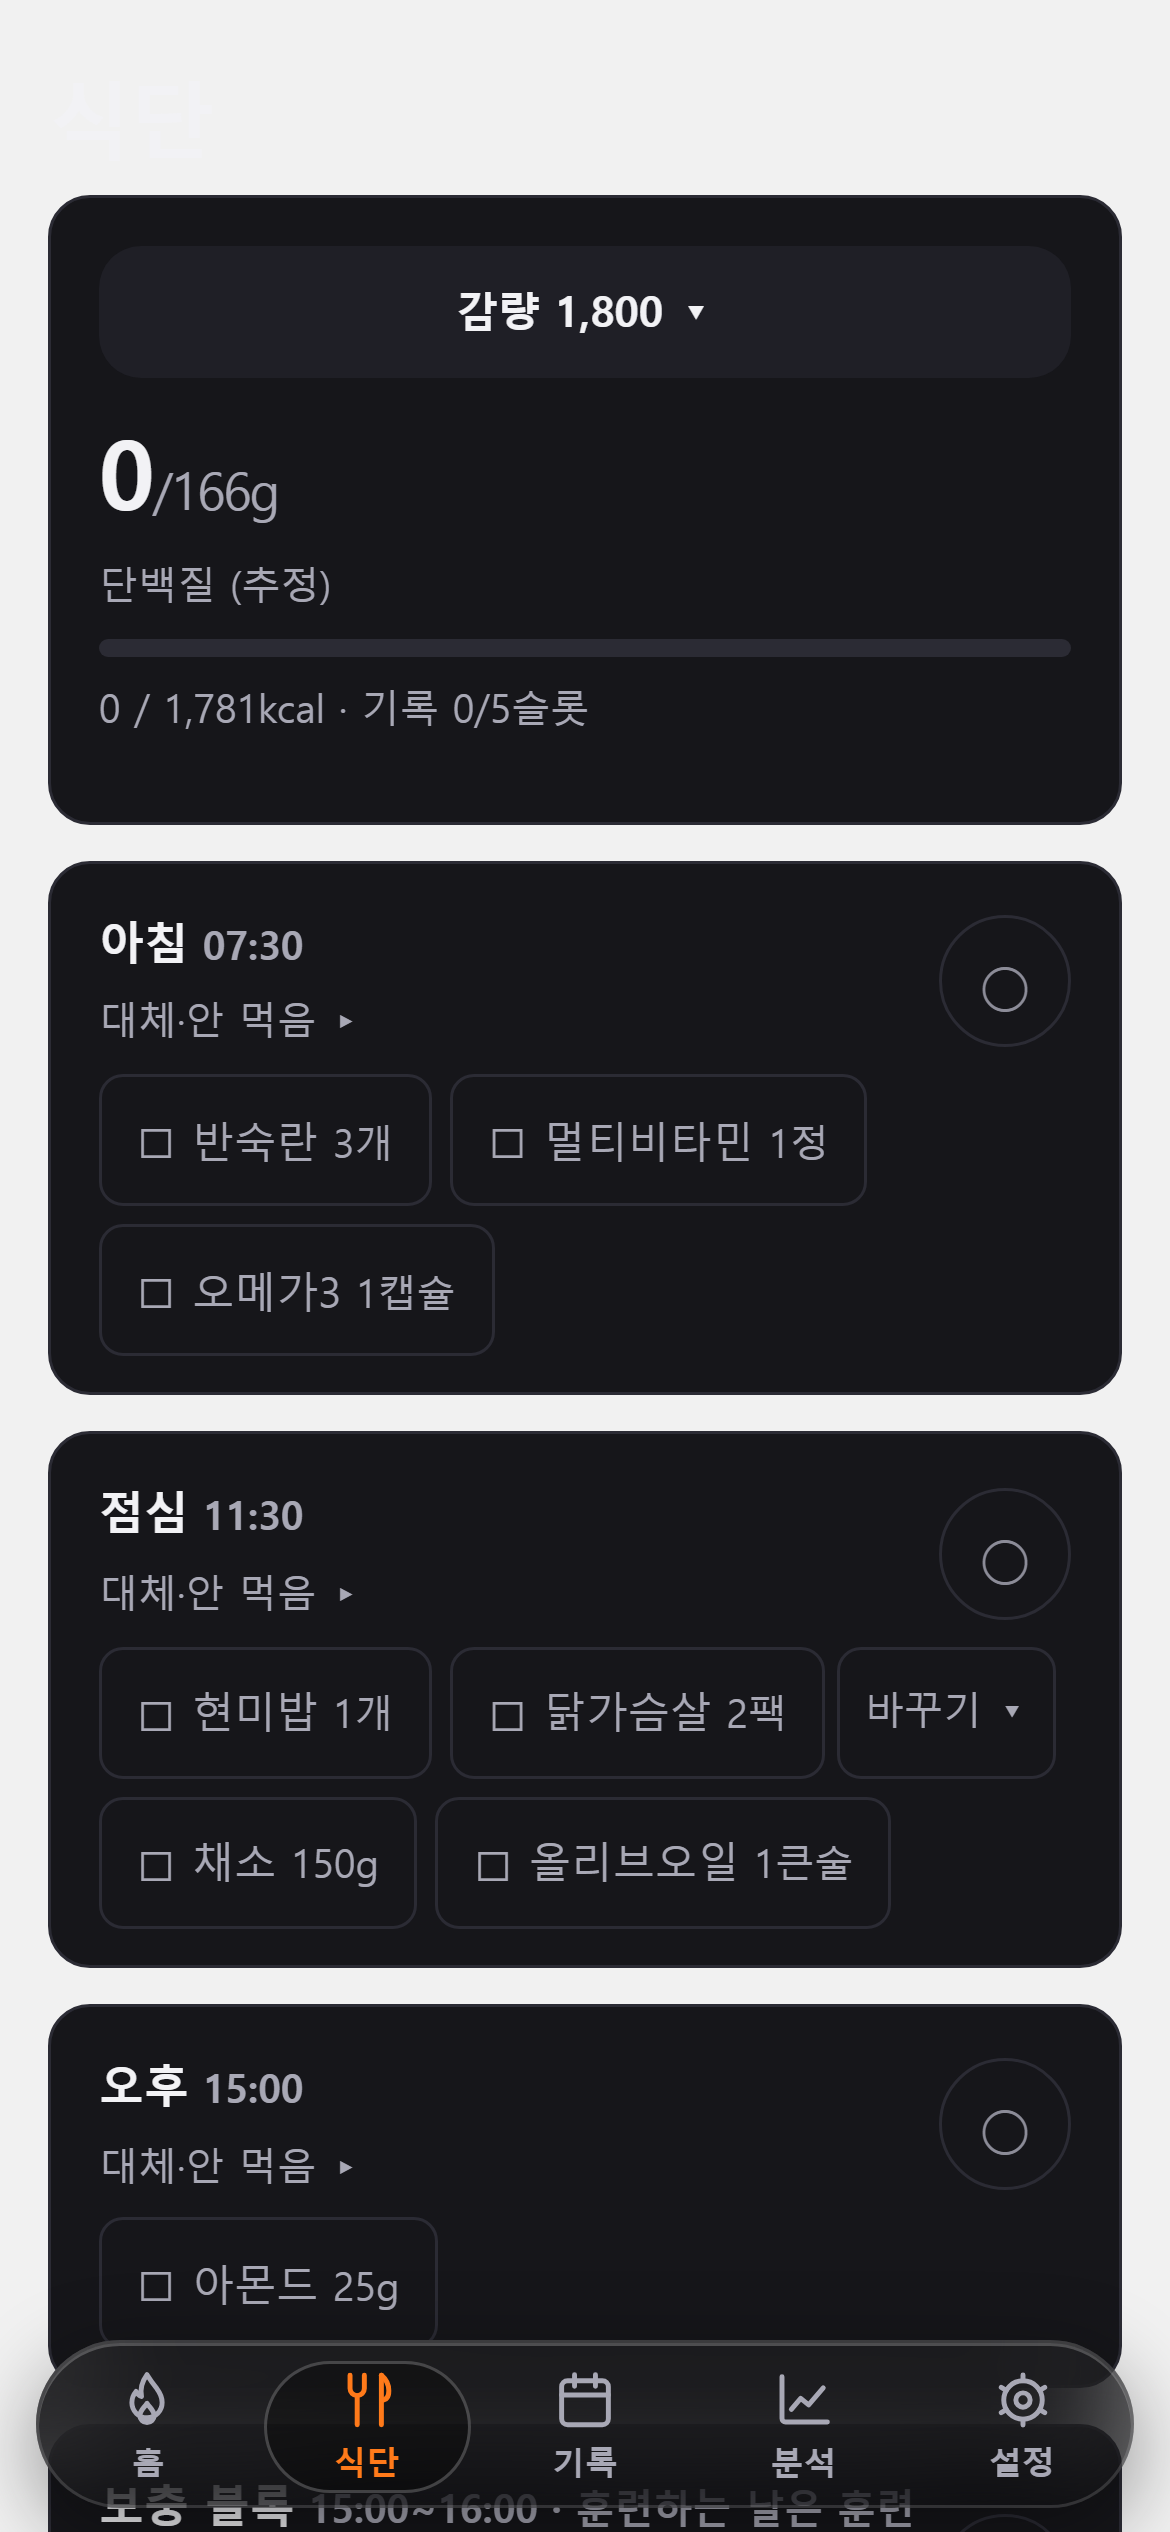 식단
감량 1,800 ▼
0/166g
단백질 (추정)
0 / 1,781kcal · 기록 0/5슬롯
아침 07:30
대체·안 먹음 ▸
□ 반숙란 3개
□ 멀티비타민 1정
□ 오메가3 1캡슐
점심 11:30
대체·안 먹음 ▸
□ 현미밥 1개
□ 닭가슴살 2팩
바꾸기 ▾
□ 채소 150g
□ 올리브오일 1큰술
오후 15:00
대체·안 먹음 ▸
□ 아몬드 25g
홈
식단
기록
분석
설정
보충 블록 15:00~16:00 · 훈련하는 날은 훈련